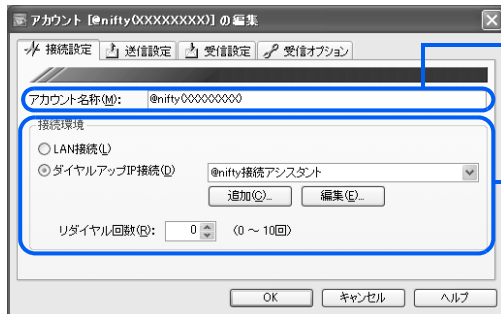 アカウント [@nifty(XXXXXXXX)] の編集
接続設定 送信設定 受信設定 受信オプション
アカウント名称(M): @nifty(XXXXXXXXX)
接続環境
LAN接続(L)
ダイヤルアップIP接続(D) @nifty接続アシスタント
追加(C)... 編集(E)...
リダイヤル回数(R): 0 (0 ～ 10回)
OK キャンセル ヘルプ